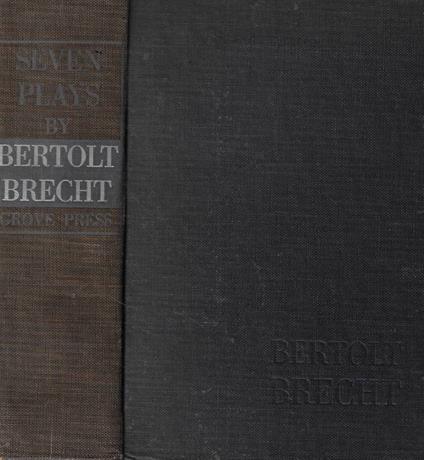 SEVEN
PLAYS
BY
BERTOLT
BRECHT
GROVE PRESS
BERTOLT
BRECHT